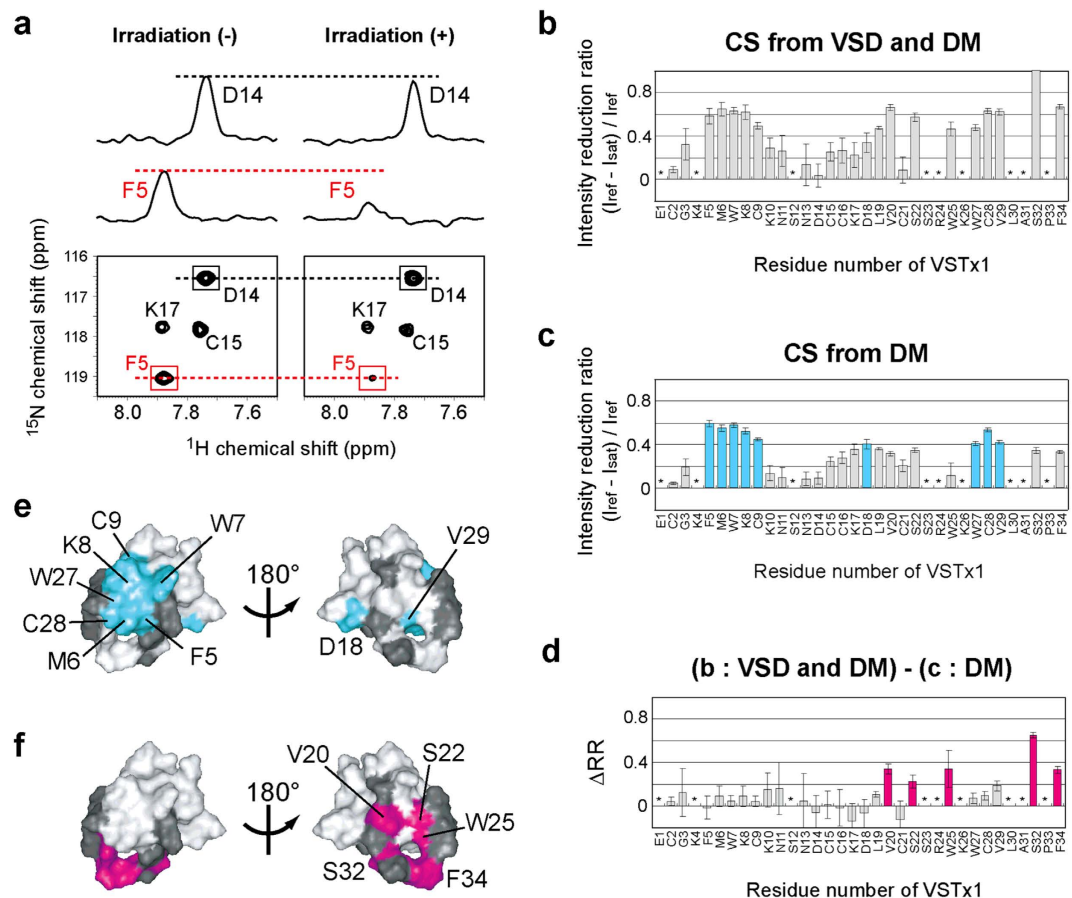 a
Irradiation (-) Irradiation (+)
D14 D14
F5 F5
116
117
118
119
15N chemical shift (ppm)
D14 D14
K17 K17
C15 C15
F5 F5
8.0 7.8 7.6 8.0 7.8 7.6
1H chemical shift (ppm)
b
CS from VSD and DM
Intensity reduction ratio
(Iref - Isat) / Iref
0.8
0.4
0
* * * * * * * * *
E1 C2 G3 K4 F5 M6 W7 K8 C9 K10 N11 S12 N13 D14 C15 C16 K17 D18 L19 V20 C21 S22 S23 R24 W25 K26 W27 C28 V29 L30 A31 S32 P33 F34
Residue number of VSTx1
c
CS from DM
Intensity reduction ratio
(Iref - Isat) / Iref
0.8
0.4
0
* * * * * * * * *
E1 C2 G3 K4 F5 M6 W7 K8 C9 K10 N11 S12 N13 D14 C15 C16 K17 D18 L19 V20 C21 S22 S23 R24 W25 K26 W27 C28 V29 L30 A31 S32 P33 F34
Residue number of VSTx1
d
(b : VSD and DM) - (c : DM)
ΔRR
0.8
0.4
0
* * * * * * * * *
E1 C2 G3 K4 F5 M6 W7 K8 C9 K10 N11 S12 N13 D14 C15 C16 K17 D18 L19 V20 C21 S22 S23 R24 W25 K26 W27 C28 V29 L30 A31 S32 P33 F34
Residue number of VSTx1
e
C9
K8
W7
W27
C28
M6
F5
180°
V29
D18
f
180°
V20
S22
W25
S32
F34